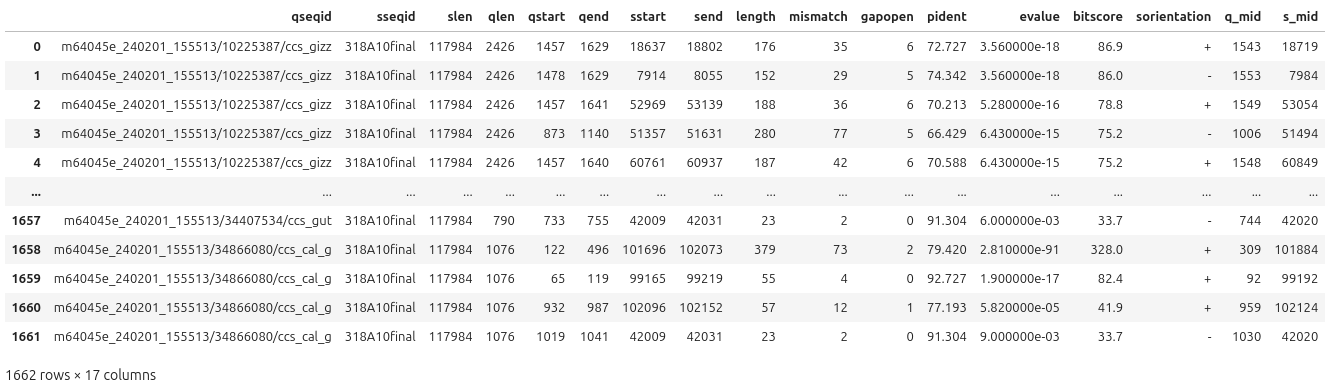 qseqid sseqid slen qlen qstart qend sstart send length mismatch gapopen pident evalue bitscore sorientation q_mid s_mid
0 m64045e_240201_155513/10225387/ccs_gizz 318A10final 117984 2426 1457 1629 18637 18802 176 35 6 72.727 3.560000e-18 86.9 + 1543 18719
1 m64045e_240201_155513/10225387/ccs_gizz 318A10final 117984 2426 1478 1629 7914 8055 152 29 5 74.342 3.560000e-18 86.0 - 1553 7984
2 m64045e_240201_155513/10225387/ccs_gizz 318A10final 117984 2426 1457 1641 52969 53139 188 36 6 70.213 5.280000e-16 78.8 + 1549 53054
3 m64045e_240201_155513/10225387/ccs_gizz 318A10final 117984 2426 873 1140 51357 51631 280 77 5 66.429 6.430000e-15 75.2 - 1006 51494
4 m64045e_240201_155513/10225387/ccs_gizz 318A10final 117984 2426 1457 1640 60761 60937 187 42 6 70.588 6.430000e-15 75.2 + 1548 60849
... ... ... ... ... ... ... ... ... ... ... ... ... ... ... ... ... ...
1657 m64045e_240201_155513/34407534/ccs_gut 318A10final 117984 790 733 755 42009 42031 23 2 0 91.304 6.000000e-03 33.7 - 744 42020
1658 m64045e_240201_155513/34866080/ccs_cal_g 318A10final 117984 1076 122 496 101696 102073 379 73 2 79.420 2.810000e-91 328.0 + 309 101884
1659 m64045e_240201_155513/34866080/ccs_cal_g 318A10final 117984 1076 65 119 99165 99219 55 4 0 92.727 1.900000e-17 82.4 + 92 99192
1660 m64045e_240201_155513/34866080/ccs_cal_g 318A10final 117984 1076 932 987 102096 102152 57 12 1 77.193 5.820000e-05 41.9 + 959 102124
1661 m64045e_240201_155513/34866080/ccs_cal_g 318A10final 117984 1076 1019 1041 42009 42031 23 2 0 91.304 9.000000e-03 33.7 - 1030 42020
1662 rows × 17 columns